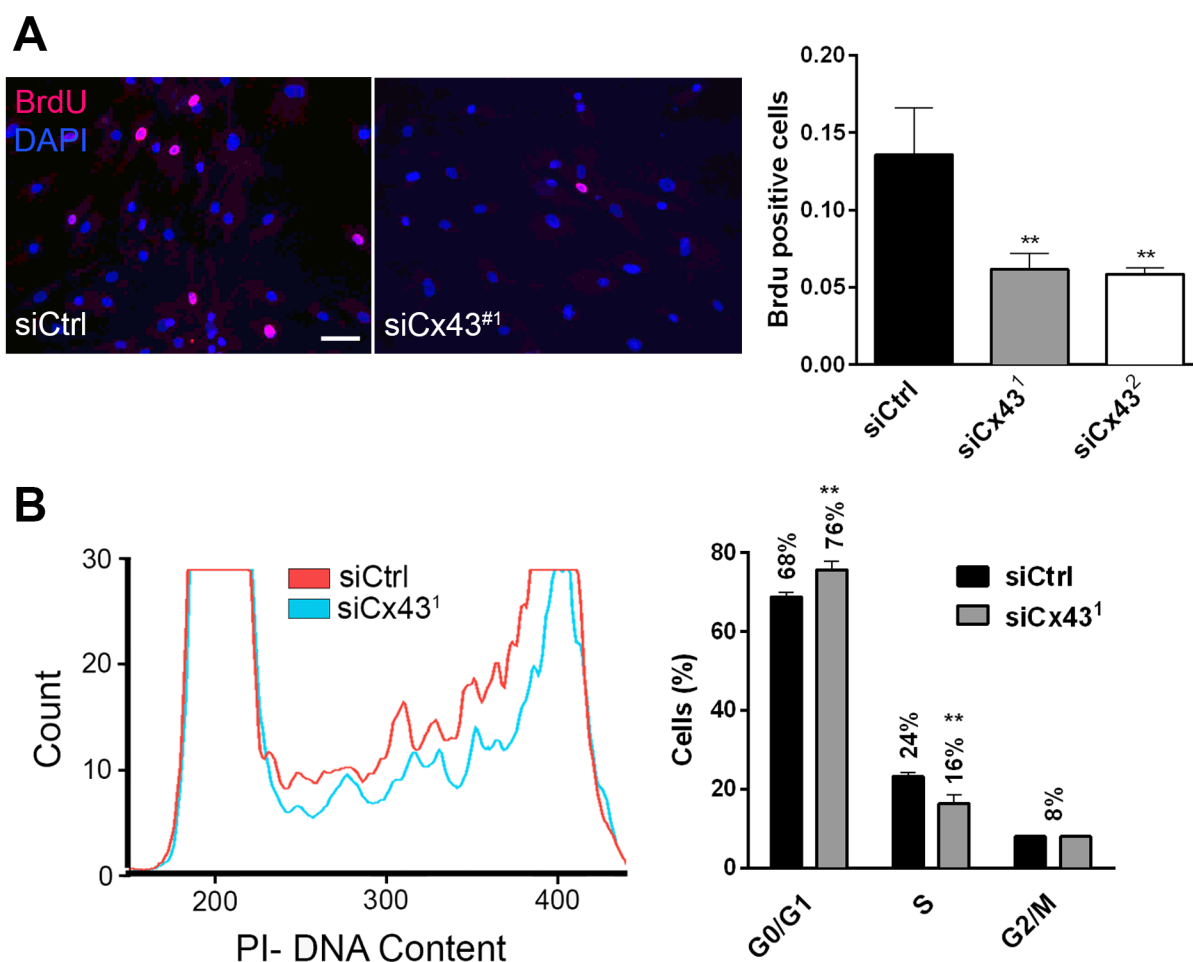 A
BrdU
DAPI
siCtrl
siCx43#1
0.20
0.15
0.10
0.05
0.00
Brdu positive cells
siCtrl
siCx431
siCx432
**
**
B
30
20
10
0
Count
200
300
400
PI- DNA Content
siCtrl
siCx431
80
60
40
20
0
Cells (%)
68%
76%
**
24%
16%
**
8%
G0/G1
S
G2/M
siCtrl
siCx431